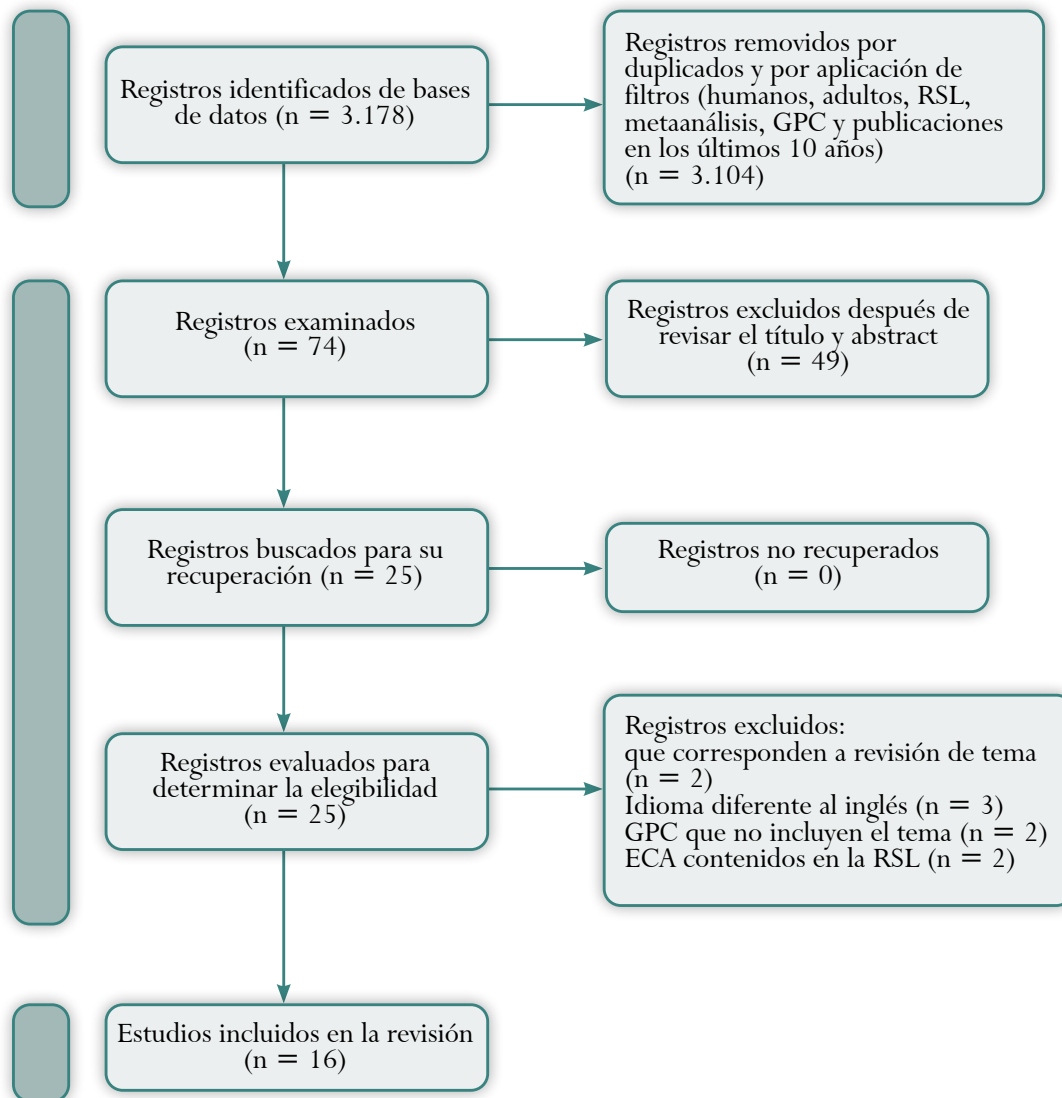 Registros identificados de bases
de datos (n = 3.178)
Registros removidos por
duplicados y por aplicación de
filtros (humanos, adultos, RSL,
metaanálisis, GPC y publicaciones
en los últimos 10 años)
(n = 3.104)
Registros examinados
(n = 74)
Registros excluidos después de
revisar el título y abstract
(n = 49)
Registros buscados para su
recuperación (n = 25)
Registros no recuperados
(n = 0)
Registros evaluados para
determinar la elegibilidad
(n = 25)
Registros excluidos:
que corresponden a revisión de tema
(n = 2)
Idioma diferente al inglés (n = 3)
GPC que no incluyen el tema (n = 2)
ECA contenidos en la RSL (n = 2)
Estudios incluidos en la revisión
(n = 16)